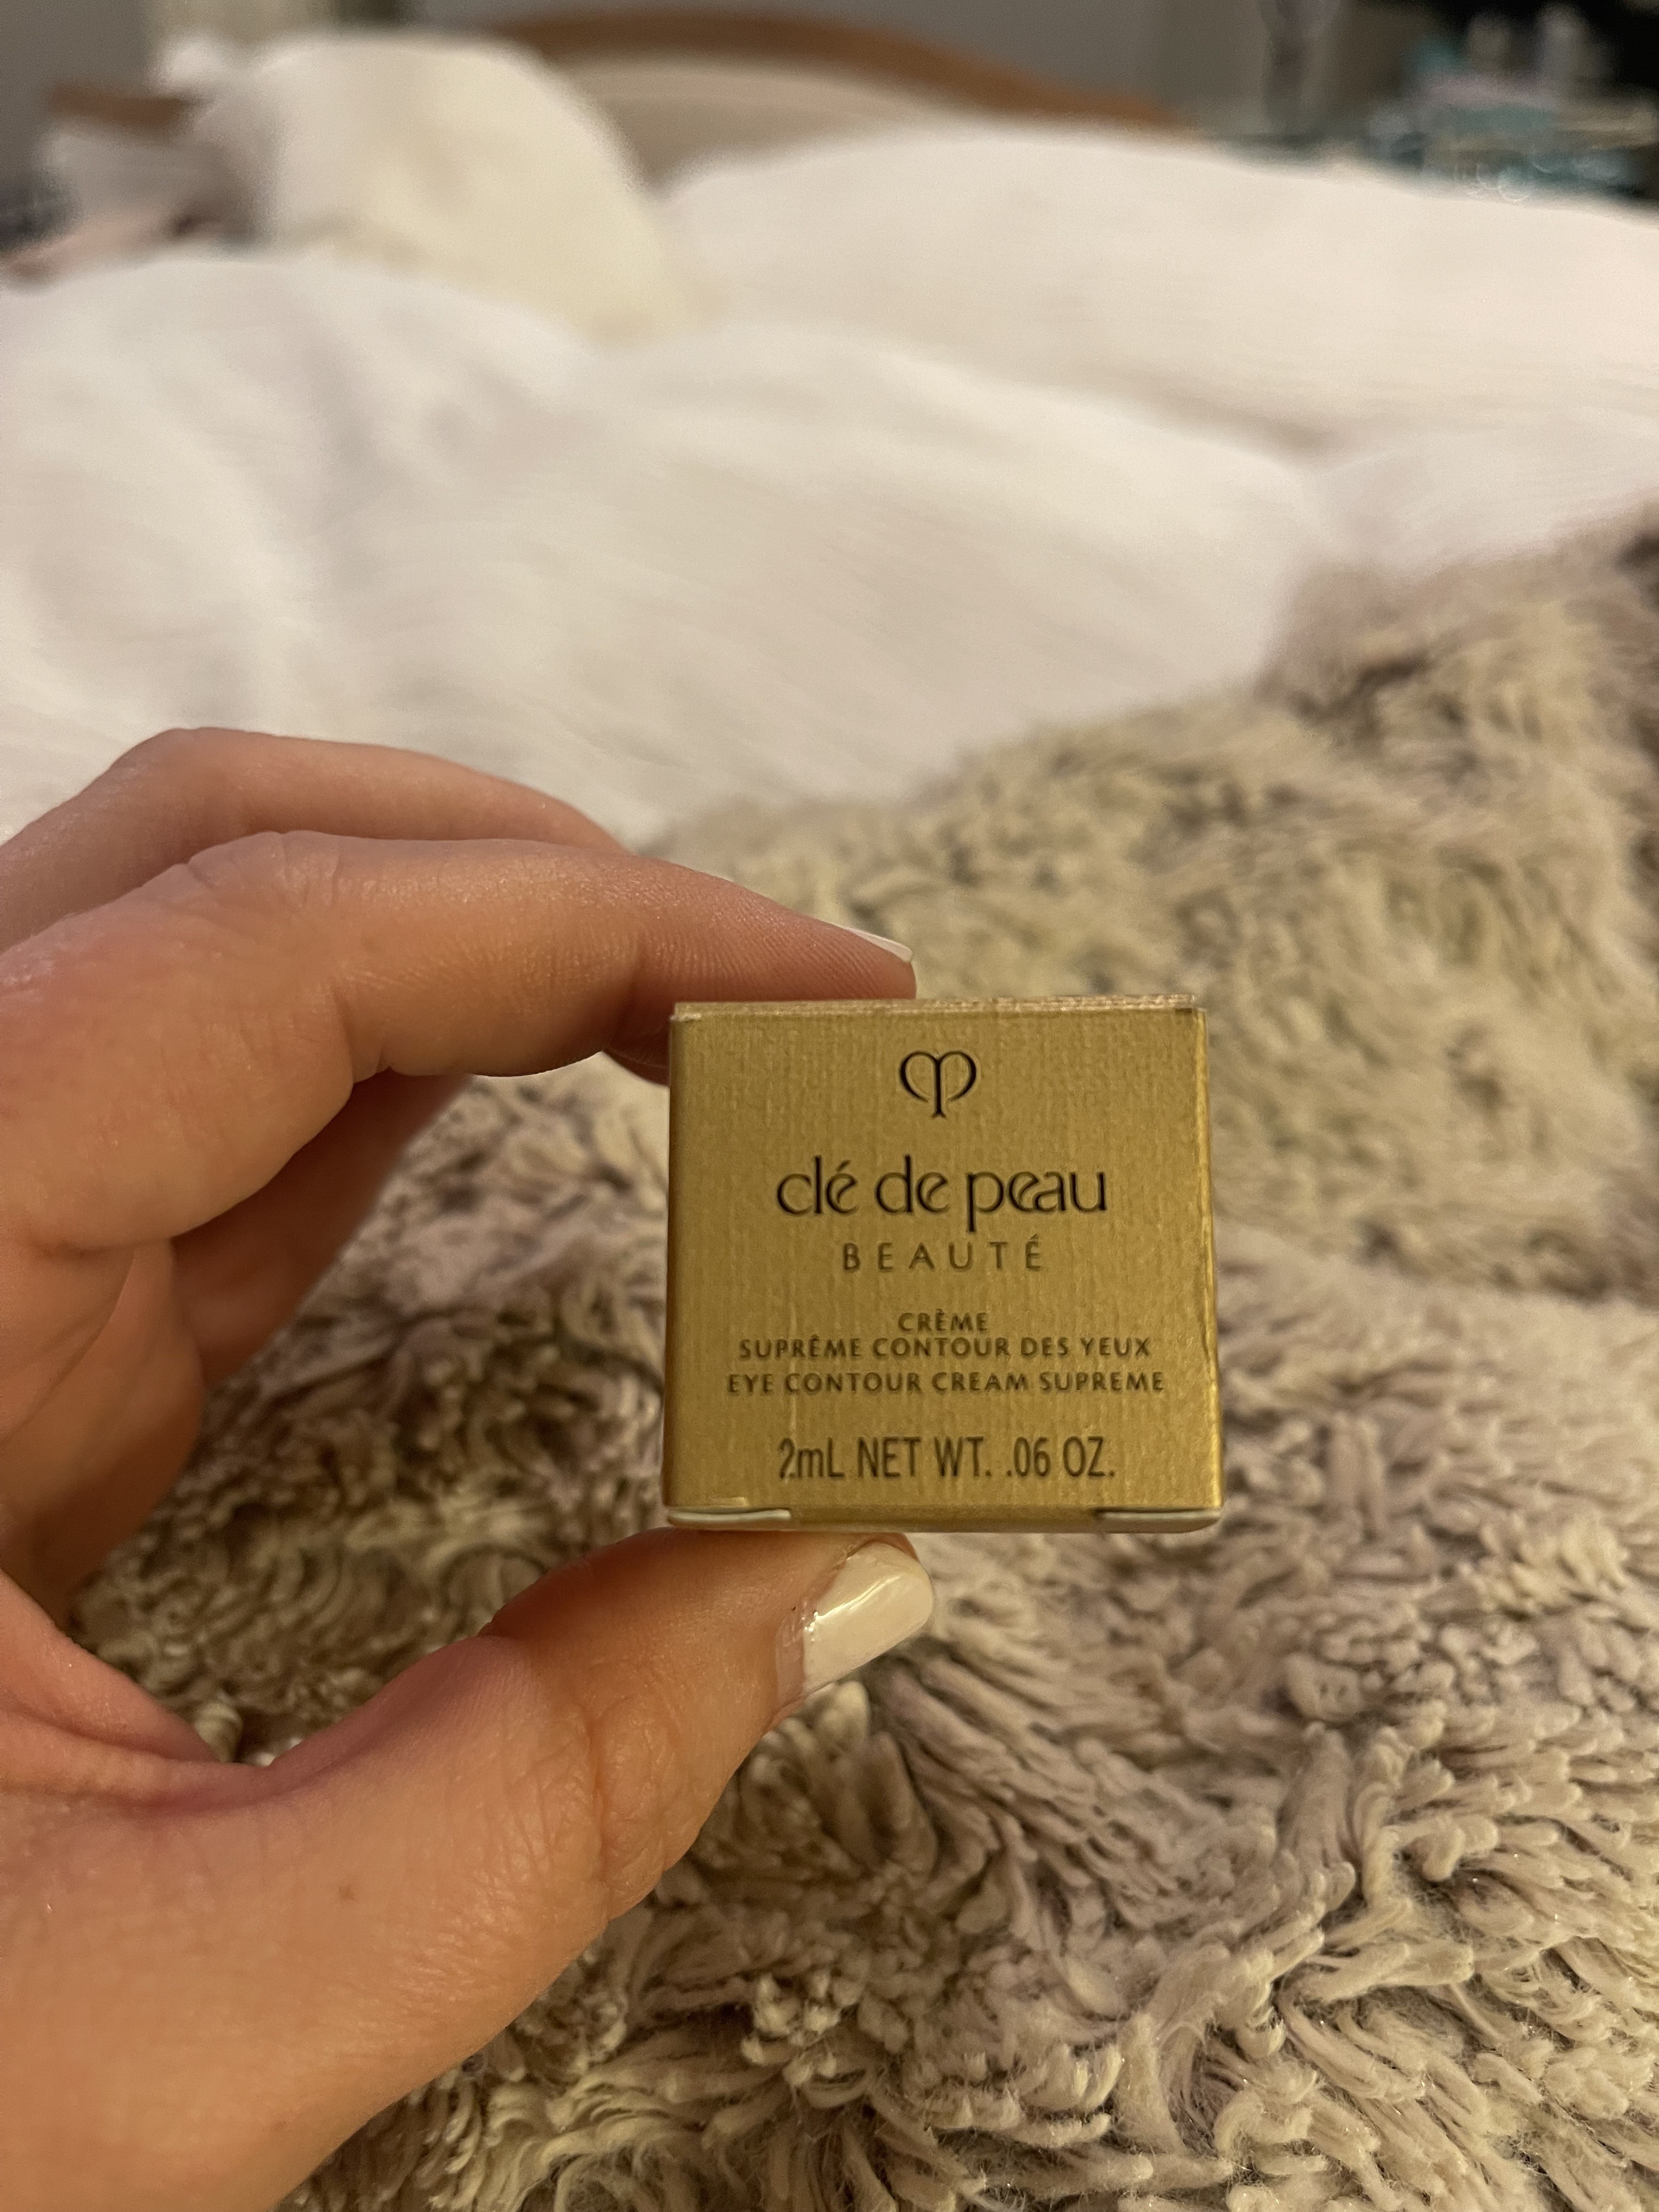 clé de peau
BEAUTÉ
CRÈME
SUPRÊME CONTOUR DES YEUX
EYE CONTOUR CREAM SUPREME
2mL NET WT. .06 OZ.